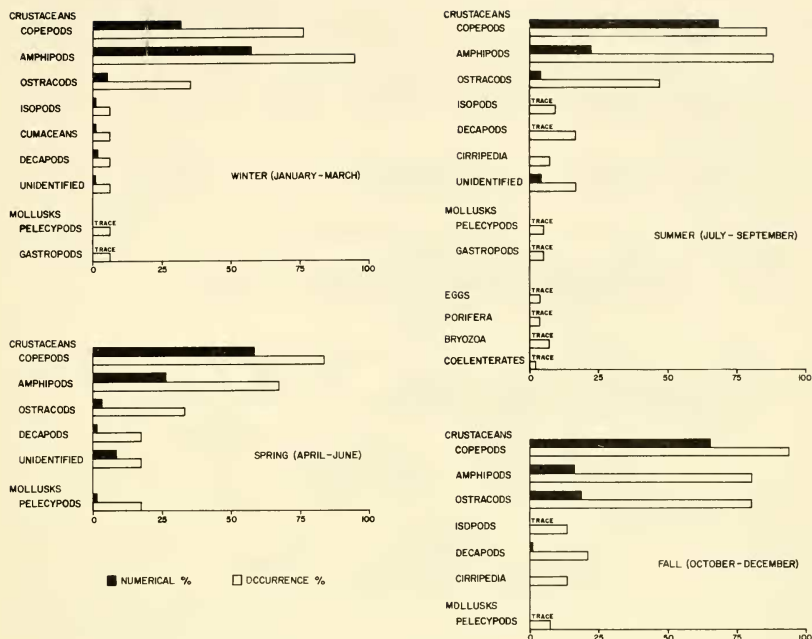 CRUSTACEANS
COPEPODS
AMPHIPODS
OSTRACODS
ISOPODS
CUMACEANS
DECAPODS
UNIDENTIFIED
MOLLUSKS
PELECYPODS TRACE
GASTROPODS TRACE
0 25 50 75 100
WINTER (JANUARY-MARCH)
CRUSTACEANS
COPEPODS
AMPHIPODS
OSTRACODS
DECAPODS
UNIDENTIFIED
MOLLUSKS
PELECYPODS
0 25 50 75 100
SPRING (APRIL-JUNE)
NUMERICAL % OCCURRENCE %
CRUSTACEANS
COPEPODS
AMPHIPODS
OSTRACODS
ISOPODS TRACE
DECAPODS TRACE
CIRRIPEDIA
UNIDENTIFIED
MOLLUSKS
PELECYPODS TRACE
GASTROPODS TRACE
EGGS TRACE
PORIFERA TRACE
BRYOZOA TRACE
COELENTERATES TRACE
0 25 50 75 100
SUMMER (JULY - SEPTEMBER)
CRUSTACEANS
COPEPODS
AMPHIPODS
OSTRACODS
ISOPODS TRACE
DECAPODS
CIRRIPEDIA
MOLLUSKS
PELECYPODS TRACE
0 25 50 75 100
FALL (OCTOBER-DECEMBER)